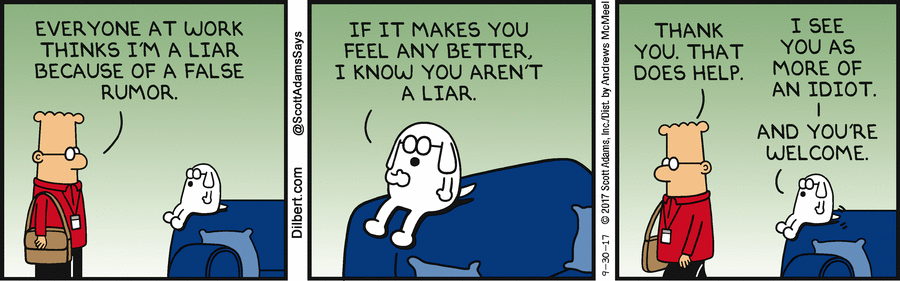 EVERYONE AT WORK
THINKS I'M A LIAR
BECAUSE OF A FALSE
RUMOR.
Dilbert.com @ScottAdamsSays
IF IT MAKES YOU
FEEL ANY BETTER,
I KNOW YOU AREN'T
A LIAR.
9-30-17 © 2017 Scott Adams, Inc./Dist. by Andrews McMeel
THANK
YOU. THAT
DOES HELP.
I SEE
YOU AS
MORE OF
AN IDIOT.
AND YOU'RE
WELCOME.